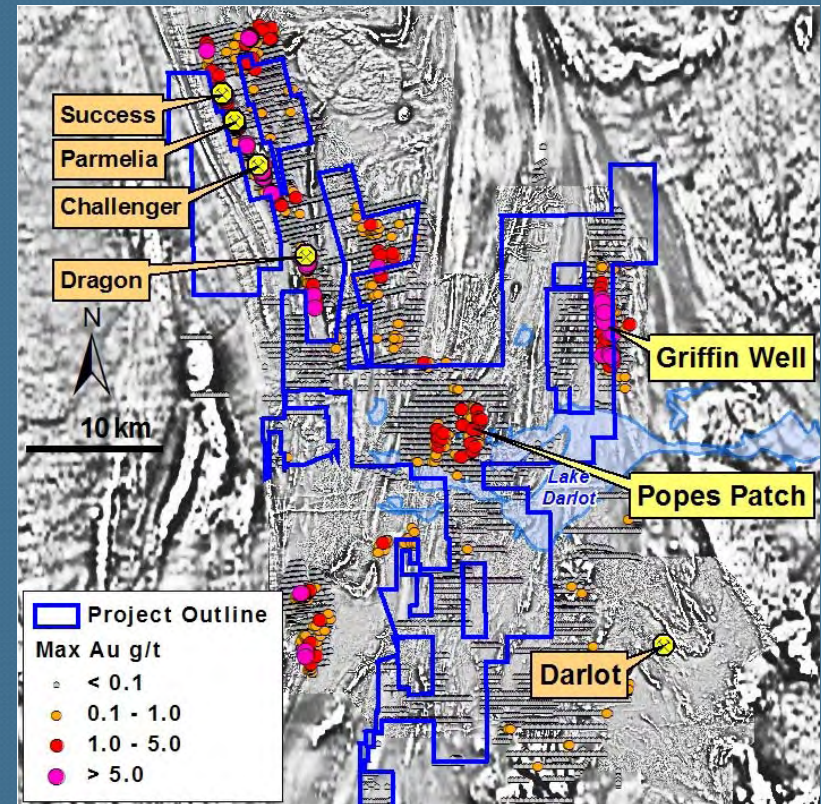 Success
Parmelia
Challenger
Dragon
N
10 km
Griffin Well
Popes Patch
Lake
Darlot
Darlot
Project Outline
Max Au g/t
< 0.1
0.1 - 1.0
1.0 - 5.0
> 5.0